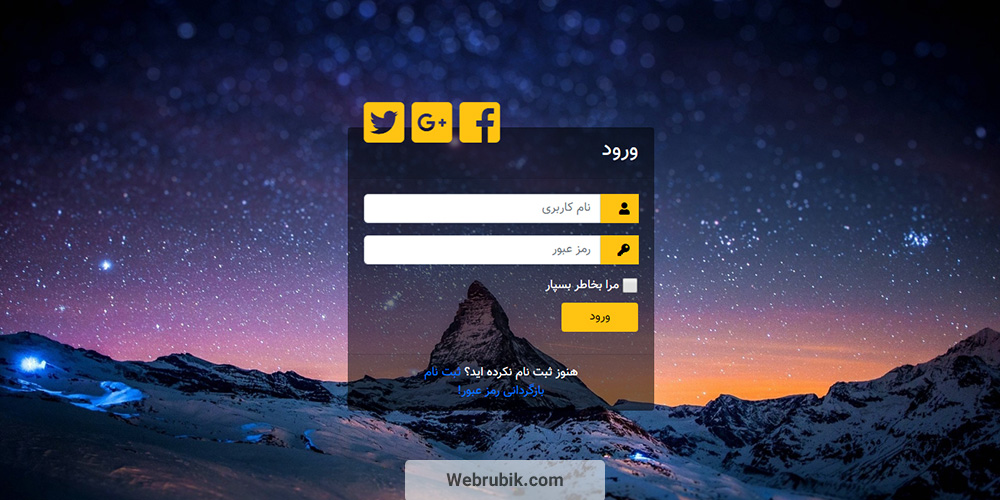 ورود
نام کاربری
رمز عبور
مرا بخاطر بسپار
ورود
هنوز ثبت نام نکرده اید؟ ثبت نام
بازگردانی رمز عبور!
Webrubik.com